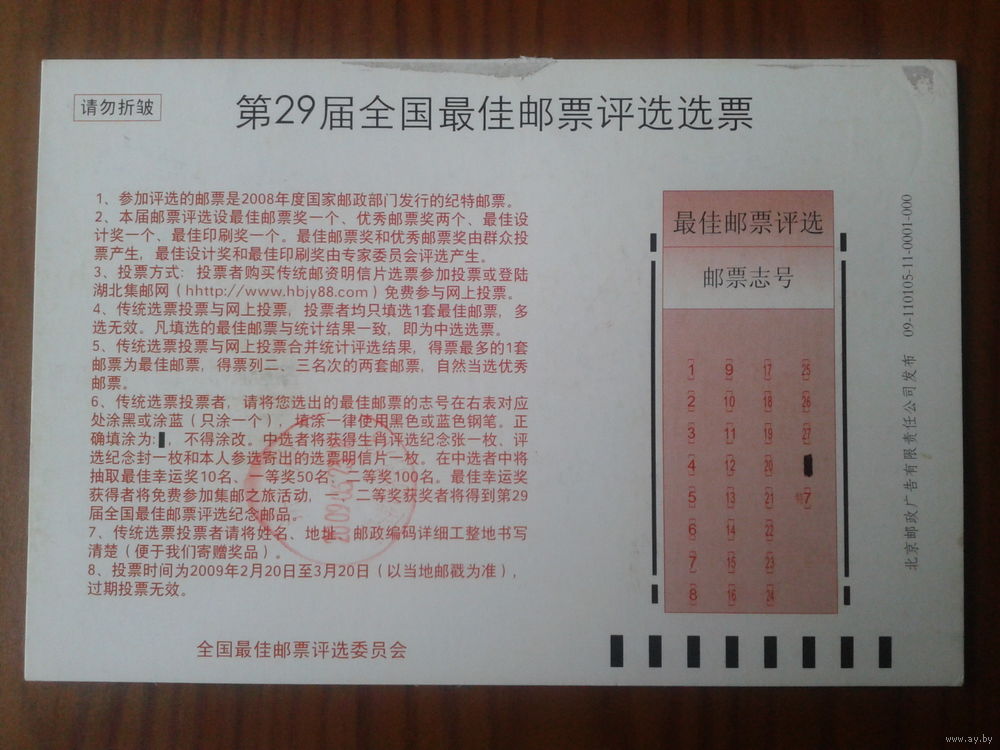 请勿折皱
第29届全国最佳邮票评选选票
1、参加评选的邮票是2008年度国家邮政部门发行的纪特邮票。
2、本届邮票评选设最佳邮票奖一个、优秀邮票奖两个、最佳设
计奖一个、最佳印刷奖一个。最佳邮票奖和优秀邮票奖由群众投
票产生，最佳设计奖和最佳印刷奖由专家委员会评选产生。
3、投票方式：投票者购买传统邮资明信片选票参加投票或登陆
湖北集邮网（hhttp://www.hbjy88.com）免费参与网上投票。
4、传统选票投票与网上投票，投票者均只填选1套最佳邮票，多
选无效。凡填选的最佳邮票与统计结果一致，即为中选选票。
5、传统选票投票与网上投票合并统计评选结果，得票最多的1套
邮票为最佳邮票，得票列二、三名次的两套邮票，自然当选优秀
邮票。
6、传统选票投票者，请将您选出的最佳邮票的志号在右表对应
处涂黑或涂蓝（只涂一个），填涂一律使用黑色或蓝色钢笔。正
确填涂为:▮，不得涂改。中选者将获得生肖评选纪念张一枚、评
选纪念封一枚和本人参选寄出的选票明信片一枚。在中选者中将
抽取最佳幸运奖10名、一等奖50名、二等奖100名。最佳幸运奖
获得者将免费参加集邮之旅活动，一、二等奖获奖者将得到第29
届全国最佳邮票评选纪念邮品。
7、传统选票投票者请将姓名、地址、邮政编码详细工整地书写
清楚（便于我们寄赠奖品）。
8、投票时间为2009年2月20日至3月20日（以当地邮戳为准），
过期投票无效。
全国最佳邮票评选委员会
最佳邮票评选
邮票志号
1 9 17 25
2 10 18 26
3 11 19 27
4 12 20
5 13 21 特7
6 14 22
7 15 23
8 16 24
北京邮政广告有限责任公司发布 09-110105-11-0001-000
www.ay.by